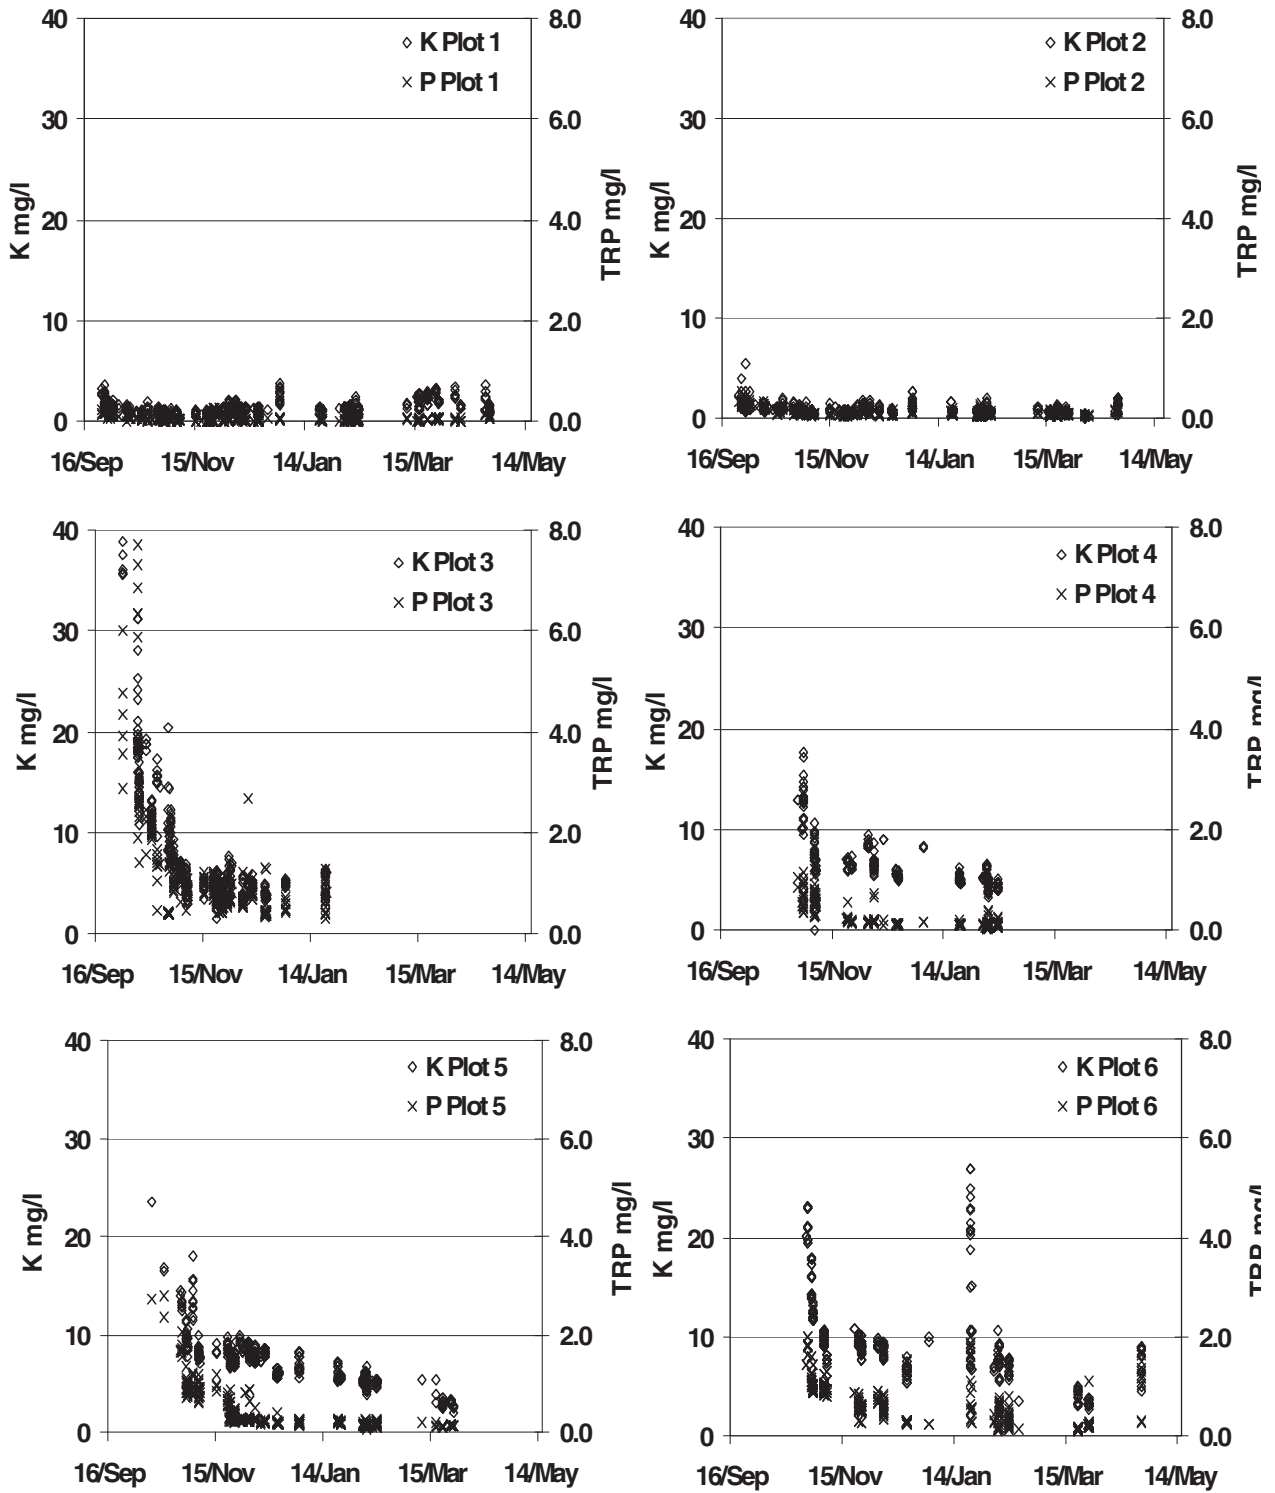 40 8.0
K Plot 1
P Plot 1
30 6.0
20 4.0
10 2.0
0 0.0
K mg/l
TRP mg/l
16/Sep 15/Nov 14/Jan 15/Mar 14/May
40 8.0
K Plot 2
P Plot 2
30 6.0
20 4.0
10 2.0
0 0.0
K mg/l
TRP mg/l
16/Sep 15/Nov 14/Jan 15/Mar 14/May
40 8.0
K Plot 3
P Plot 3
30 6.0
20 4.0
10 2.0
0 0.0
K mg/l
TRP mg/l
16/Sep 15/Nov 14/Jan 15/Mar 14/May
40 8.0
K Plot 4
P Plot 4
30 6.0
20 4.0
10 2.0
0 0.0
K mg/l
TRP mg/l
16/Sep 15/Nov 14/Jan 15/Mar 14/May
40 8.0
K Plot 5
P Plot 5
30 6.0
20 4.0
10 2.0
0 0.0
K mg/l
TRP mg/l
16/Sep 15/Nov 14/Jan 15/Mar 14/May
40 8.0
K Plot 6
P Plot 6
30 6.0
20 4.0
10 2.0
0 0.0
K mg/l
TRP mg/l
16/Sep 15/Nov 14/Jan 15/Mar 14/May